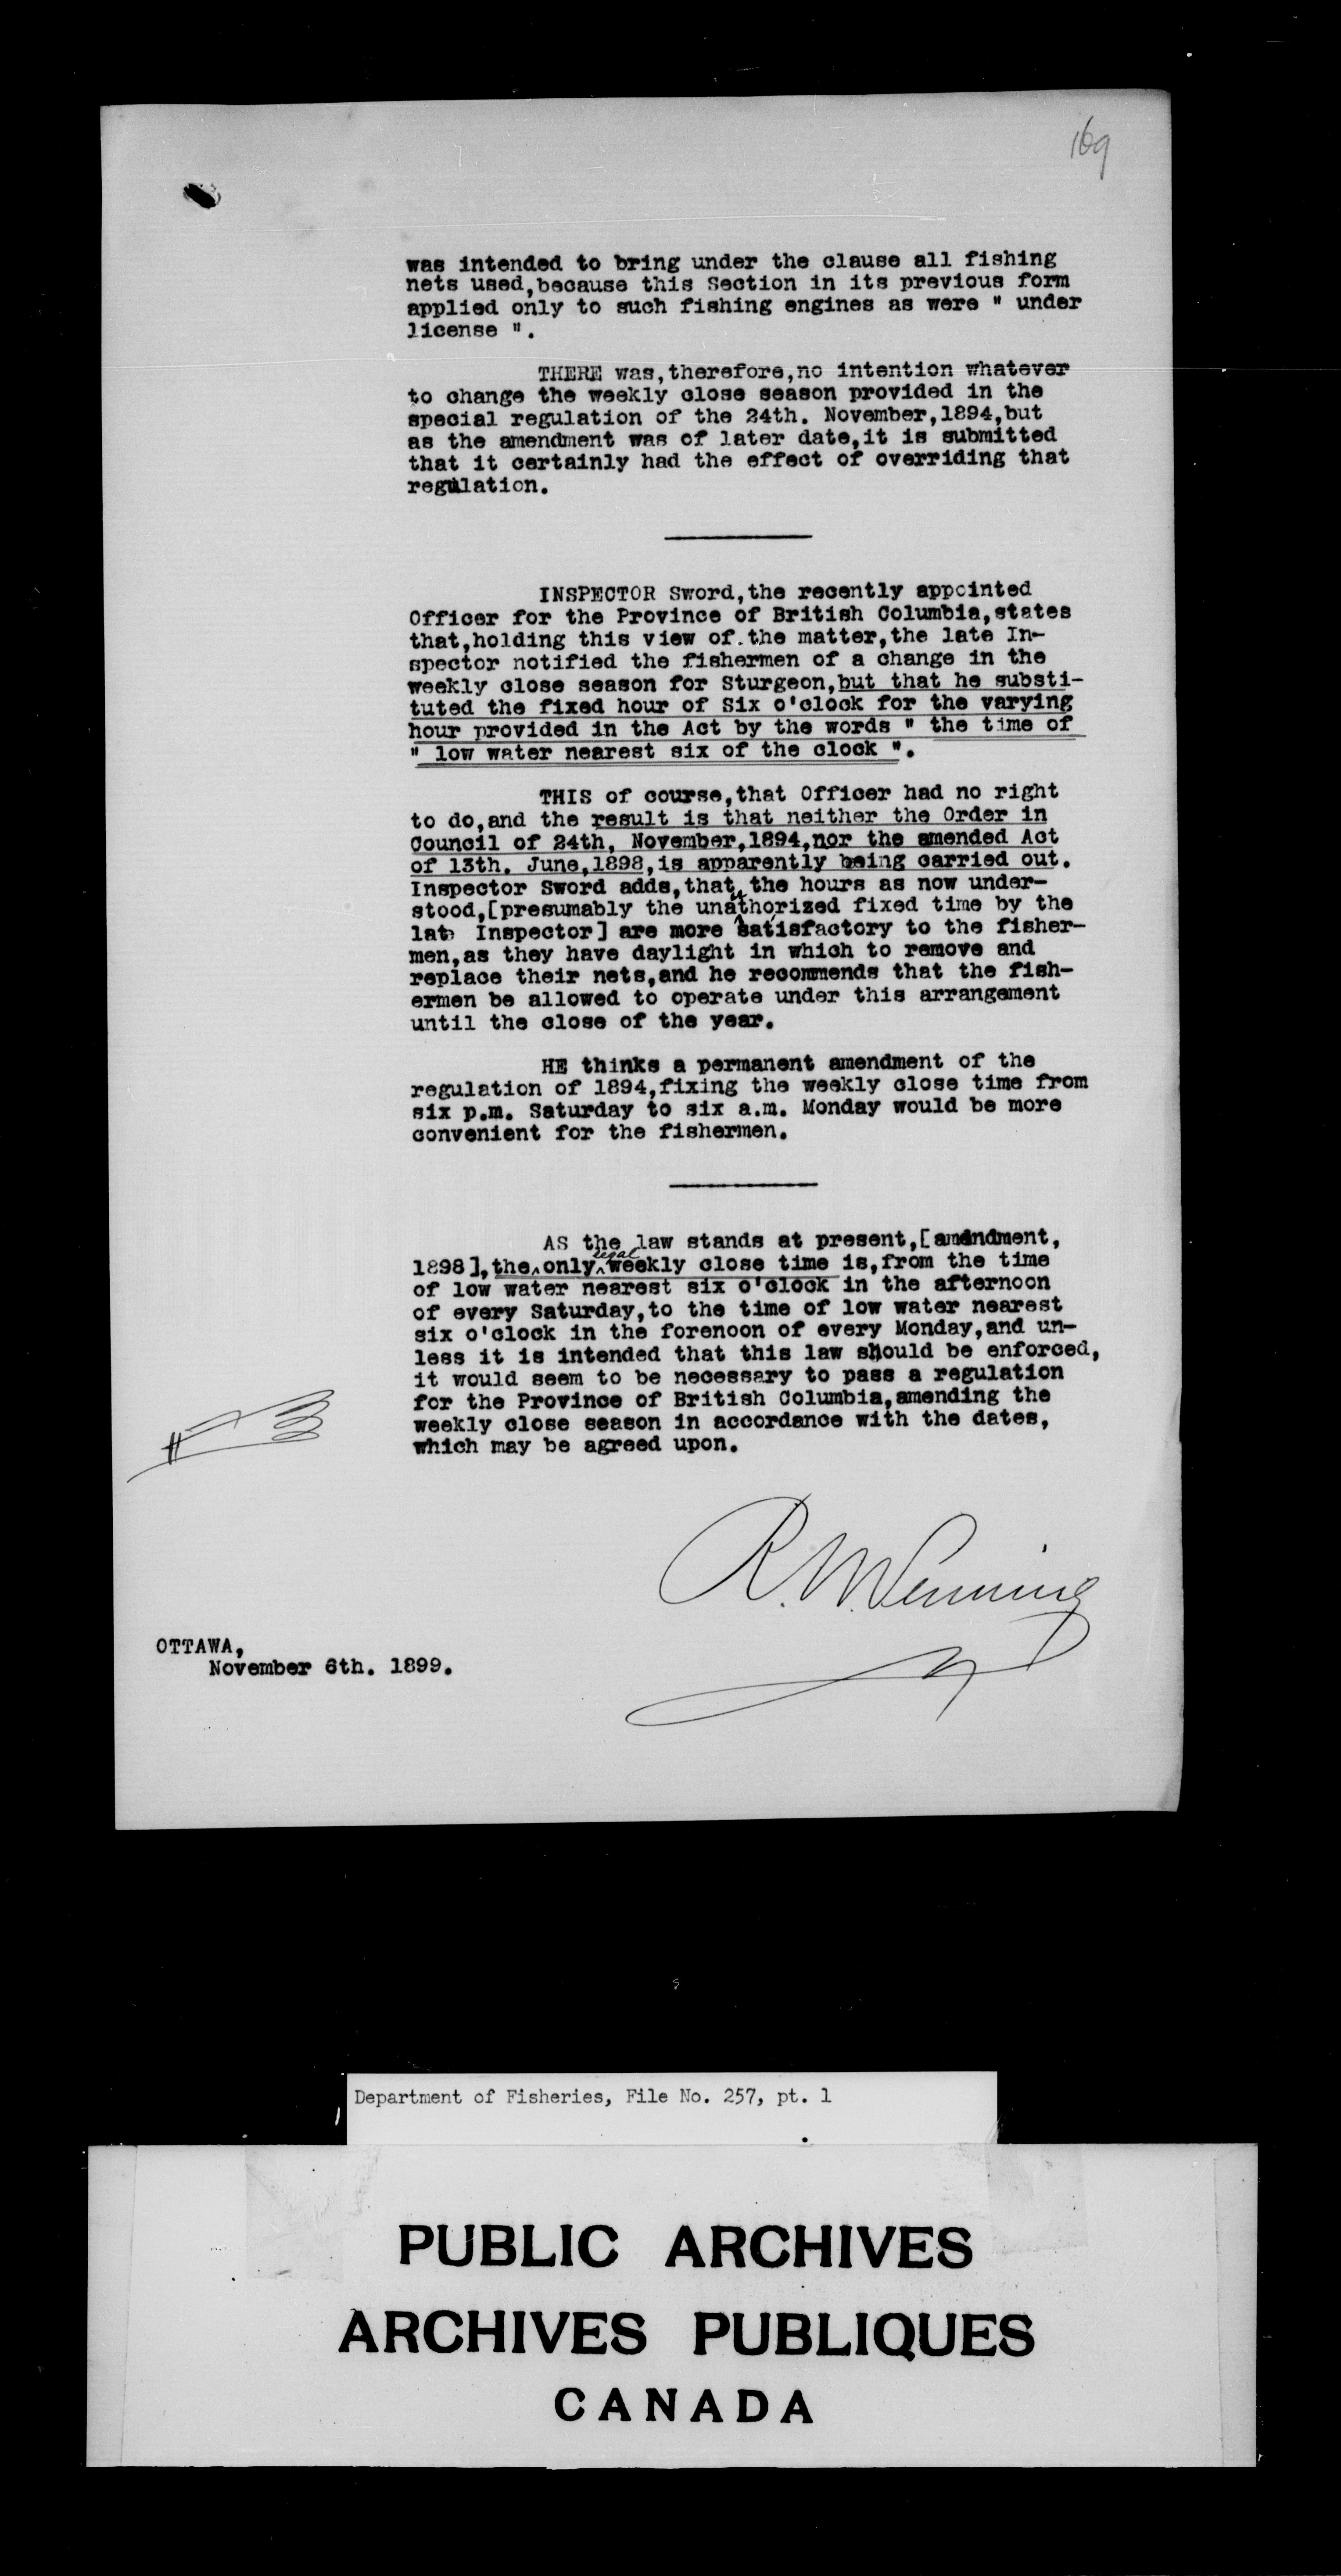 169
was intended to bring under the clause all fishing
nets used,because this Section in its previous form
applied only to such fishing engines as were " under
license ".
THERE was,therefore,no intention whatever
to change the weekly close season provided in the
special regulation of the 24th. November,1894,but
as the amendment was of later date,it is submitted
that it certainly had the effect of overriding that
regulation.
INSPECTOR Sword,the recently appointed
Officer for the Province of British Columbia,states
that,holding this view of.the matter,the late In-
spector notified the fishermen of a change in the
weekly close season for Sturgeon,but that he substi-
tuted the fixed hour of Six o'clock for the varying
hour provided in the Act by the words " the time of
" low water nearest six of the clock ".
THIS of course,that Officer had no right
to do,and the result is that neither the Order in
Council of 24th. November,1894,nor the amended Act
of 13th. June,1898,is apparently being carried out.
Inspector Sword adds,that the hours as now under-
stood,[presumably the unauthorized fixed time by the
late Inspector] are more satisfactory to the fisher-
men,as they have daylight in which to remove and
replace their nets,and he recommends that the fish-
ermen be allowed to operate under this arrangement
until the close of the year.
HE thinks a permanent amendment of the
regulation of 1894,fixing the weekly close time from
six p.m. Saturday to six a.m. Monday would be more
convenient for the fishermen.
AS the law stands at present,[amendment,
1898],the only legal weekly close time is,from the time
of low water nearest six o'clock in the afternoon
of every Saturday,to the time of low water nearest
six o'clock in the forenoon of every Monday,and un-
less it is intended that this law should be enforced,
it would seem to be necessary to pass a regulation
for the Province of British Columbia,amending the
weekly close season in accordance with the dates,
which may be agreed upon.
R. N. Venning
OTTAWA,
November 6th. 1899.
Department of Fisheries, File No. 257, pt. 1
PUBLIC ARCHIVES
ARCHIVES PUBLIQUES
CANADA